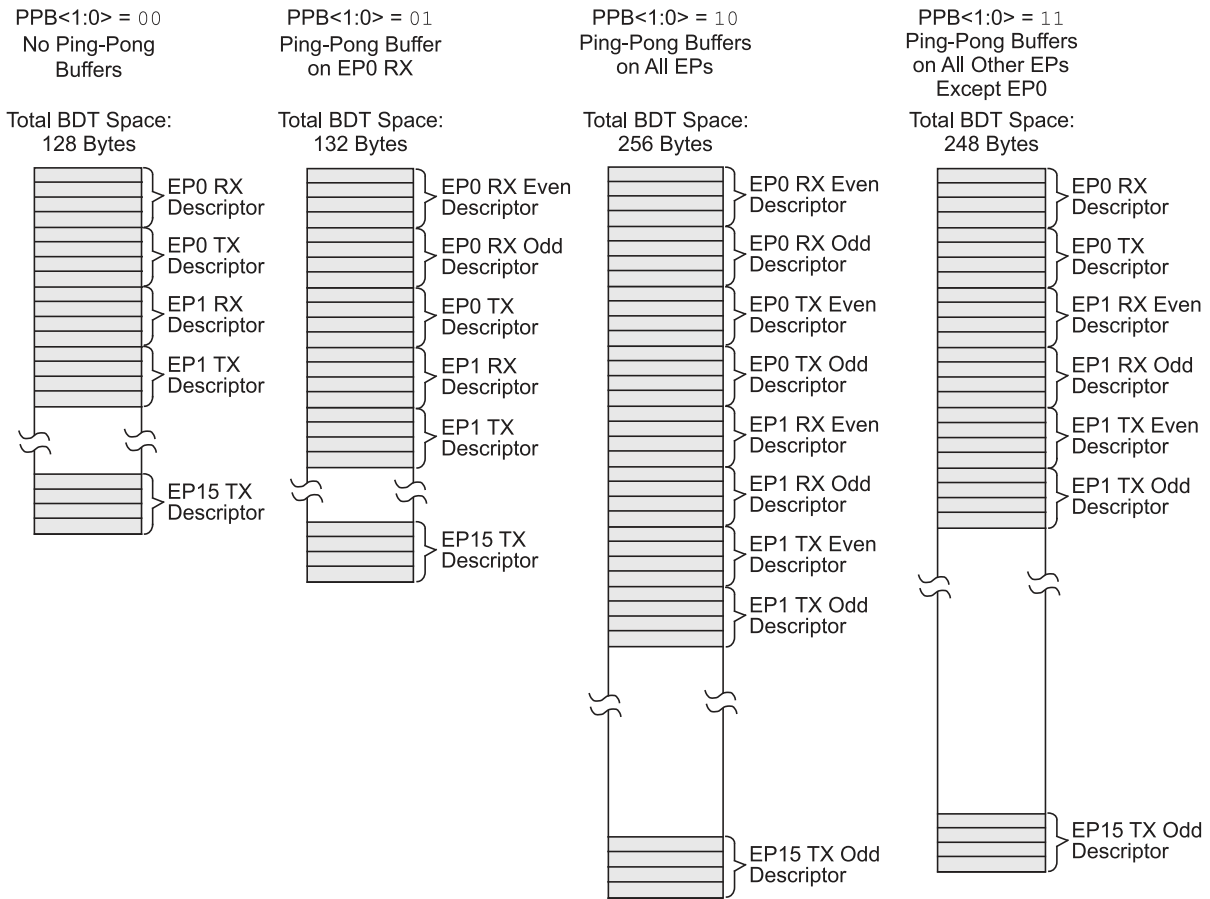 PPB<1:0> = 00
No Ping-Pong
Buffers
Total BDT Space:
128 Bytes
EP0 RX
Descriptor
EP0 TX
Descriptor
EP1 RX
Descriptor
EP1 TX
Descriptor
EP15 TX
Descriptor
PPB<1:0> = 01
Ping-Pong Buffer
on EP0 RX
Total BDT Space:
132 Bytes
EP0 RX Even
Descriptor
EP0 RX Odd
Descriptor
EP0 TX
Descriptor
EP1 RX
Descriptor
EP1 TX
Descriptor
EP15 TX
Descriptor
PPB<1:0> = 10
Ping-Pong Buffers
on All EPs
Total BDT Space:
256 Bytes
EP0 RX Even
Descriptor
EP0 RX Odd
Descriptor
EP0 TX Even
Descriptor
EP0 TX Odd
Descriptor
EP1 RX Even
Descriptor
EP1 RX Odd
Descriptor
EP1 TX Even
Descriptor
EP1 TX Odd
Descriptor
EP15 TX Odd
Descriptor
PPB<1:0> = 11
Ping-Pong Buffers
on All Other EPs
Except EP0
Total BDT Space:
248 Bytes
EP0 RX
Descriptor
EP0 TX
Descriptor
EP1 RX Even
Descriptor
EP1 RX Odd
Descriptor
EP1 TX Even
Descriptor
EP1 TX Odd
Descriptor
EP15 TX Odd
Descriptor